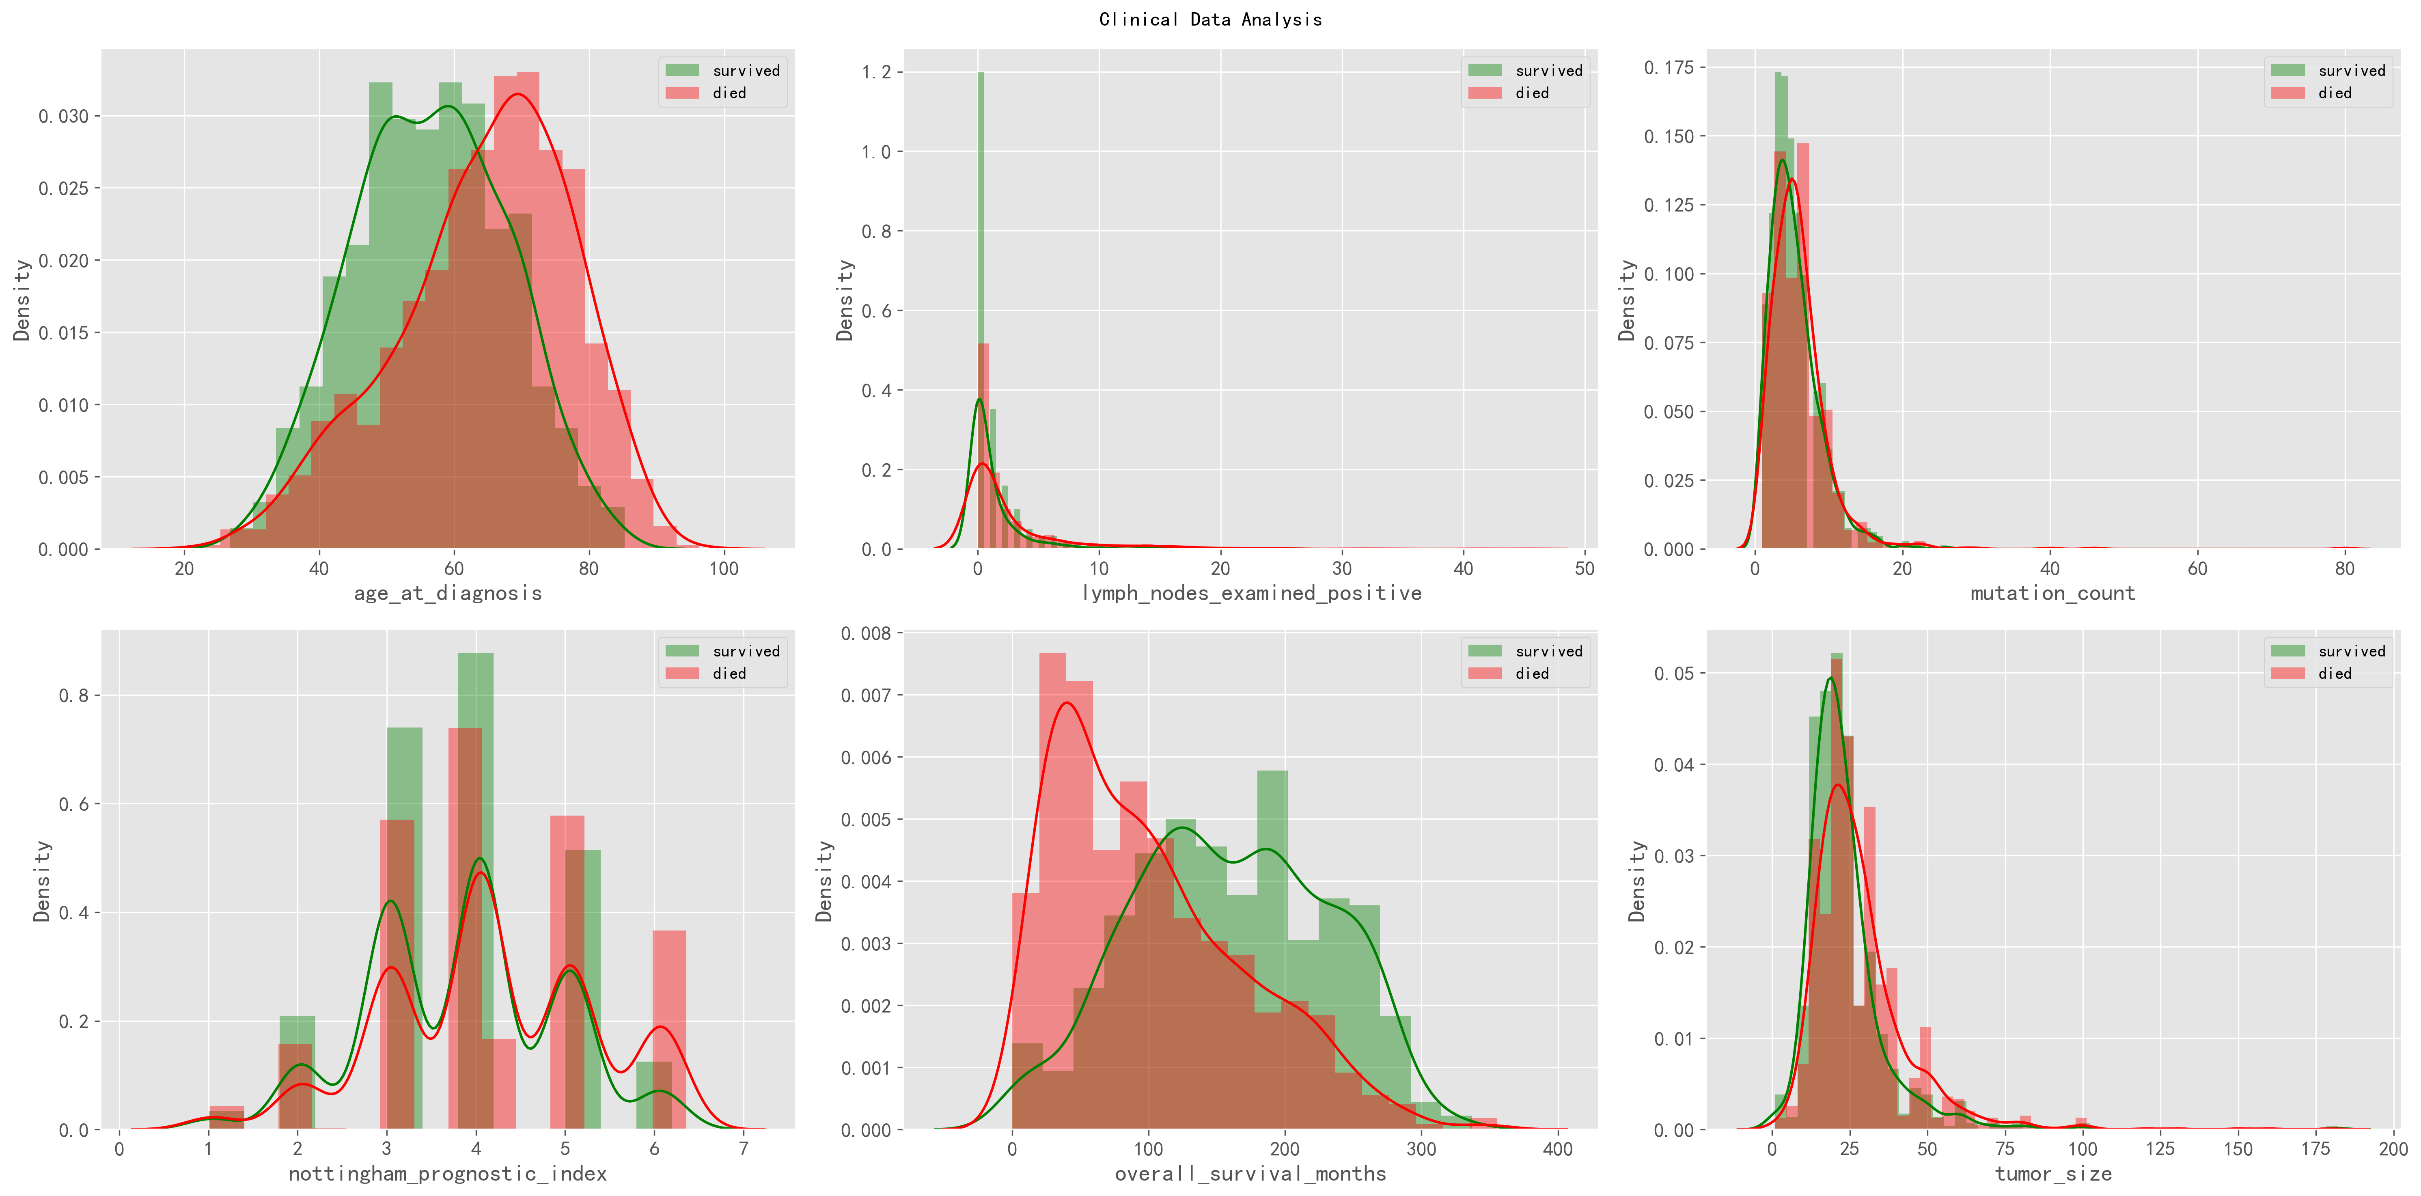 Clinical Data Analysis
survived
died
0.030
0.025
0.020
0.015
0.010
0.005
0.000
Density
20 40 60 80 100
age_at_diagnosis
survived
died
1.2
1.0
0.8
0.6
0.4
0.2
0.0
Density
0 10 20 30 40 50
lymph_nodes_examined_positive
survived
died
0.175
0.150
0.125
0.100
0.075
0.050
0.025
0.000
Density
0 20 40 60 80
mutation_count
survived
died
0.8
0.6
0.4
0.2
0.0
Density
0 1 2 3 4 5 6 7
nottingham_prognostic_index
survived
died
0.008
0.007
0.006
0.005
0.004
0.003
0.002
0.001
0.000
Density
0 100 200 300 400
overall_survival_months
survived
died
0.05
0.04
0.03
0.02
0.01
0.00
Density
0 25 50 75 100 125 150 175 200
tumor_size